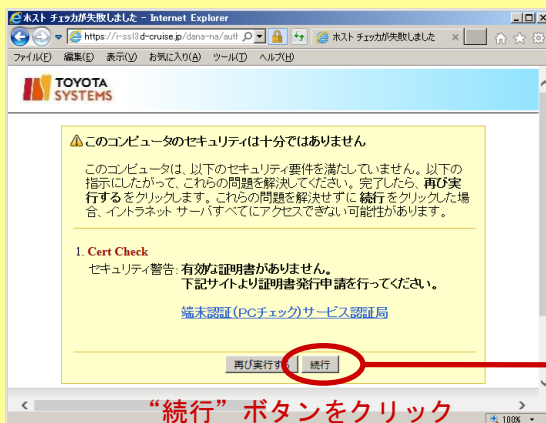 ホスト チェッカが失敗しました - Internet Explorer
https://r-ssl3d-cruise.jp/dana-na/auth
ホスト チェッカが失敗しました
ファイル(F) 編集(E) 表示(V) お気に入り(A) ツール(T) ヘルプ(H)
TOYOTA
SYSTEMS
このコンピュータのセキュリティは十分ではありません
このコンピュータは、以下のセキュリティ要件を満たしていません。以下の
指示にしたがって、これらの問題を解決してください。完了したら、再び実
行する をクリックします。これらの問題を解決せずに 続行 をクリックした場
合、イントラネット サーバすべてにアクセスできない可能性があります。
1. Cert Check
セキュリティ警告: 有効な証明書がありません。
下記サイトより証明書発行申請を行ってください。
端末認証(PCチェック)サービス認証局
再び実行する 続行
“続行”ボタンをクリック
100%